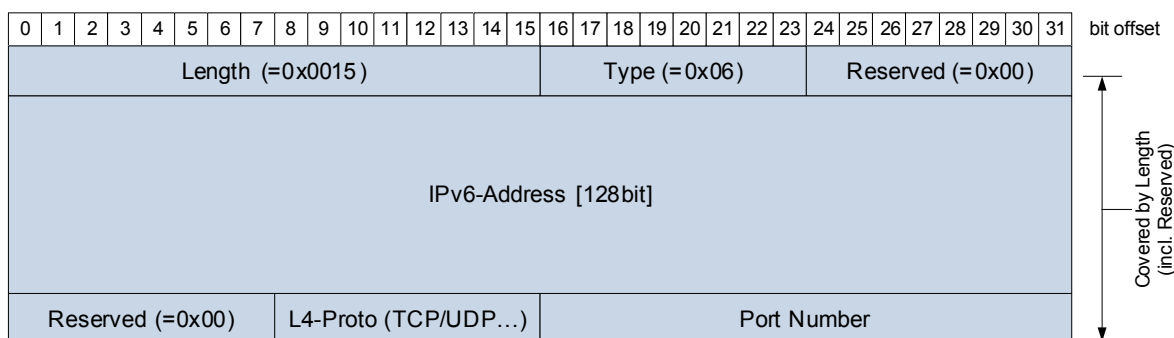 0 1 2 3 4 5 6 7 8 9 10 11 12 13 14 15 16 17 18 19 20 21 22 23 24 25 26 27 28 29 30 31 bit offset
Length (=0x0015) Type (=0x06) Reserved (=0x00)
IPv6-Address [128bit]
Covered by Length
(incl. Reserved)
Reserved (=0x00) L4-Proto (TCP/UDP...) Port Number